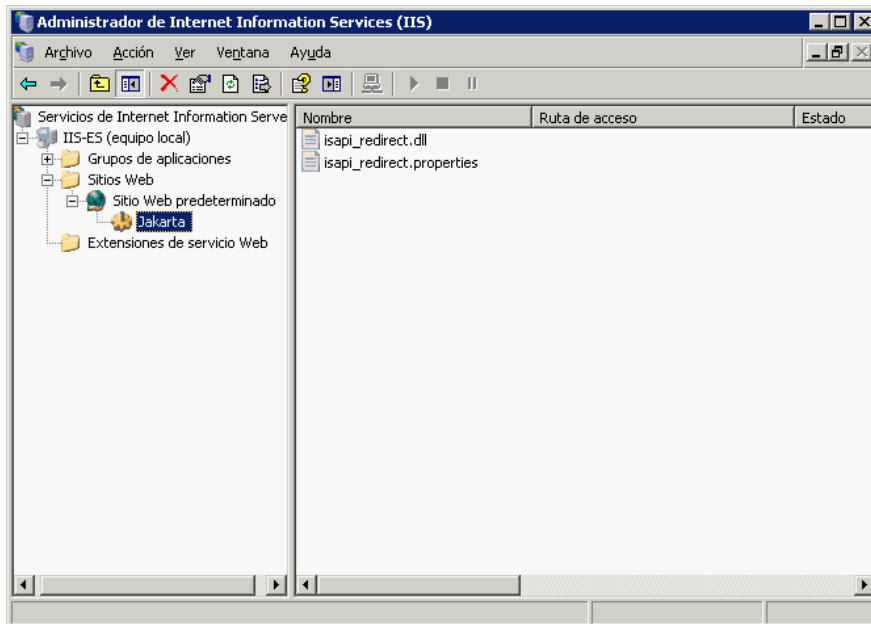 Administrador de Internet Information Services (IIS)
Archivo Acción Ver Ventana Ayuda
Servicios de Internet Information Serve
IIS-ES (equipo local)
Grupos de aplicaciones
Sitios Web
Sitio Web predeterminado
Jakarta
Extensiones de servicio Web
Nombre Ruta de acceso Estado
isapi_redirect.dll
isapi_redirect.properties